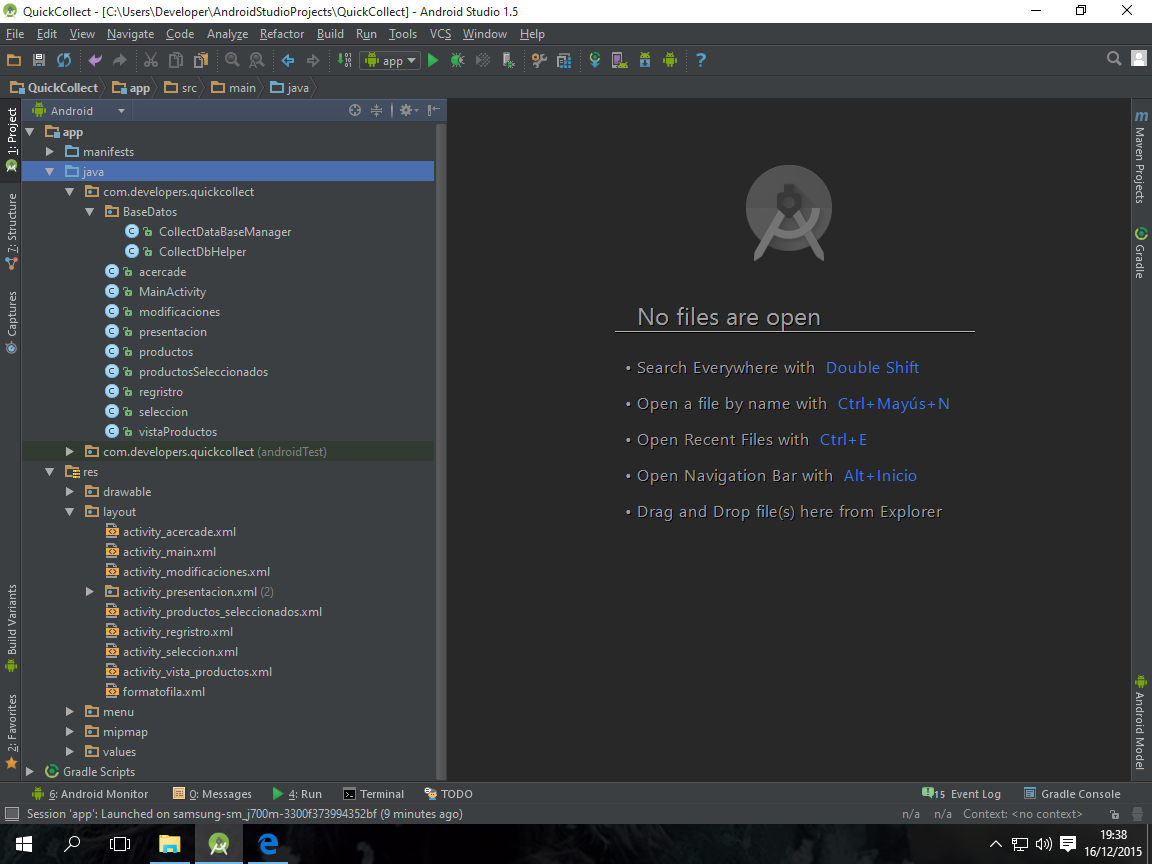 QuickCollect - [C:\Users\Developer\AndroidStudioProjects\QuickCollect] - Android Studio 1.5
File Edit View Navigate Code Analyze Refactor Build Run Tools VCS Window Help
app
QuickCollect app src main java
Android
1: Project
7: Structure
Captures
Build Variants
2: Favorites
app
manifests
java
com.developers.quickcollect
BaseDatos
CollectDataBaseManager
CollectDbHelper
acercade
MainActivity
modificaciones
presentacion
productos
productosSeleccionados
regristro
seleccion
vistaProductos
com.developers.quickcollect (androidTest)
res
drawable
layout
activity_acercade.xml
activity_main.xml
activity_modificaciones.xml
activity_presentacion.xml (2)
activity_productos_seleccionados.xml
activity_regristro.xml
activity_seleccion.xml
activity_vista_productos.xml
formatofila.xml
menu
mipmap
values
Gradle Scripts
No files are open
• Search Everywhere with Double Shift
• Open a file by name with Ctrl+Mayús+N
• Open Recent Files with Ctrl+E
• Open Navigation Bar with Alt+Inicio
• Drag and Drop file(s) here from Explorer
Maven Projects
Gradle
Android Model
6: Android Monitor 0: Messages 4: Run Terminal TODO 15 Event Log Gradle Console
Session 'app': Launched on samsung-sm_j700m-3300f373994352bf (9 minutes ago) n/a n/a Context: <no context>
19:38
16/12/2015